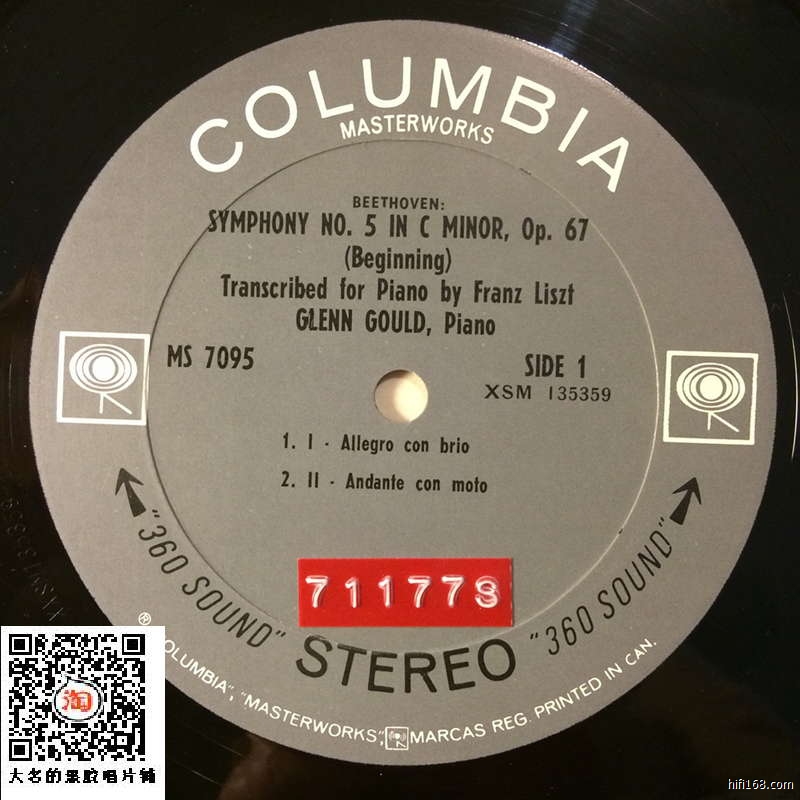 COLUMBIA
MASTERWORKS
BEETHOVEN:
SYMPHONY NO. 5 IN C MINOR, Op. 67
(Beginning)
Transcribed for Piano by Franz Liszt
GLENN GOULD, Piano
MS 7095
SIDE 1
XSM 135359
1. I - Allegro con brio
2. II - Andante con moto
"360 SOUND"
STEREO
"360 SOUND"
711773
® "COLUMBIA", "MASTERWORKS", MARCAS REG. PRINTED IN CAN.
淘
大名的黑胶唱片铺
hifi168.com